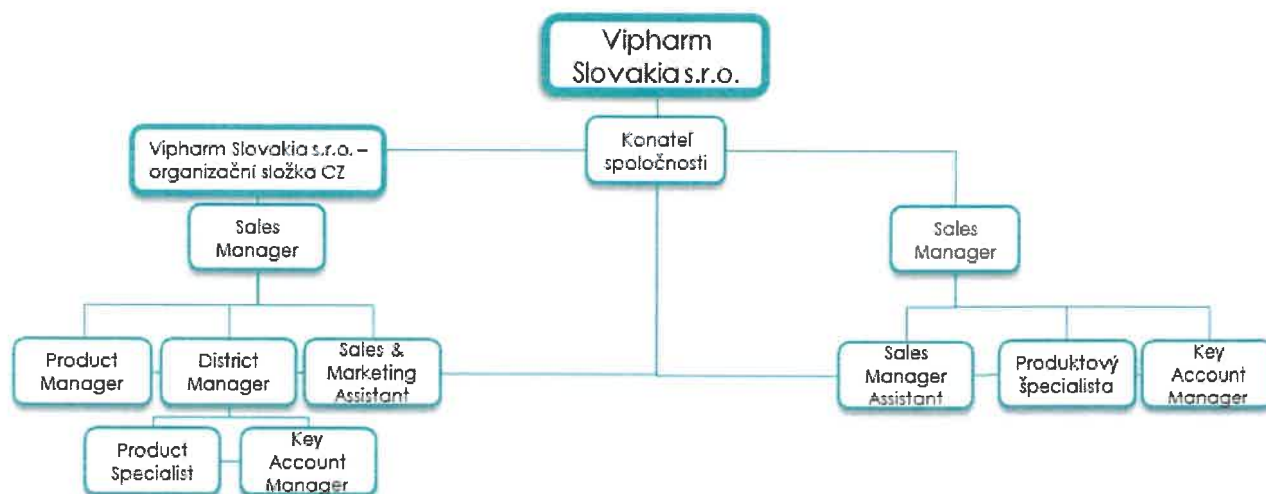 Vipharm
Slovakia s.r.o.
Konateľ
spoločnosti
Vipharm Slovakia s.r.o. –
organizační složka CZ
Sales
Manager
Sales
Manager
Product
Manager
District
Manager
Sales &
Marketing
Assistant
Sales
Manager
Assistant
Produktový
špecialista
Key
Account
Manager
Product
Specialist
Key
Account
Manager